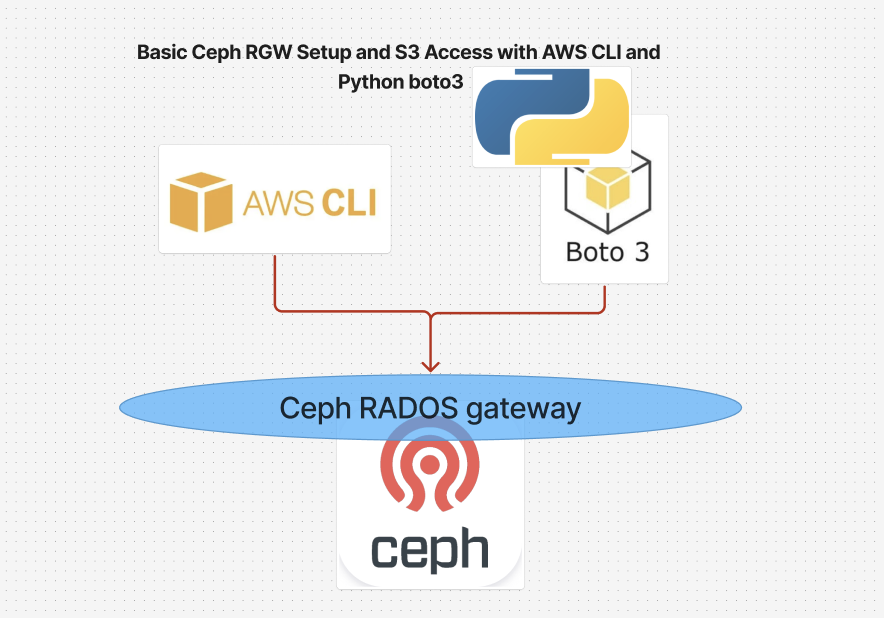 Basic Ceph RGW Setup and S3 Access with AWS CLI and
Python boto3
AWS CLI
Boto 3
Ceph RADOS gateway
ceph